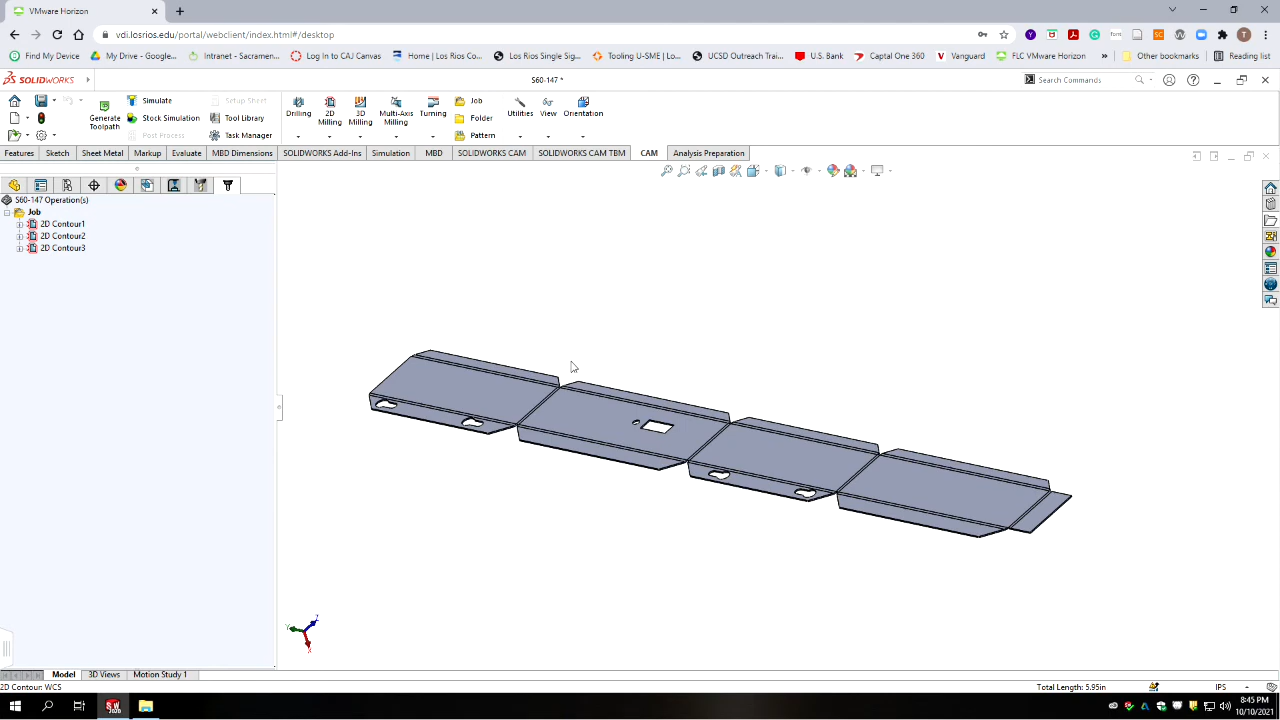 VMware Horizon
vdi.losrios.edu/portal/webclient/index.html#/desktop
Find My Device
My Drive - Google...
Intranet - Sacramen...
Log In to CAJ Canvas
Home | Los Rios Co...
Los Rios Single Sig...
Tooling U-SME | Lo...
UCSD Outreach Trai...
U.S. Bank
Capital One 360
Vanguard
FLC VMware Horizon
»
Other bookmarks
Reading list
SOLIDWORKS
S60-147 *
Search Commands
Generate Toolpath
Simulate
Stock Simulation
Post Process
Setup Sheet
Tool Library
Task Manager
Drilling
2D Milling
3D Milling
Multi-Axis Milling
Turning
Job
Folder
Pattern
Utilities
View
Orientation
Features
Sketch
Sheet Metal
Markup
Evaluate
MBD Dimensions
SOLIDWORKS Add-Ins
Simulation
MBD
SOLIDWORKS CAM
SOLIDWORKS CAM TBM
CAM
Analysis Preparation
S60-147 Operation(s)
Job
2D Contour1
2D Contour2
2D Contour3
Z
Y
X
Model
3D Views
Motion Study 1
2D Contour: WCS
Total Length: 5.95in
IPS
8:45 PM
10/10/2021